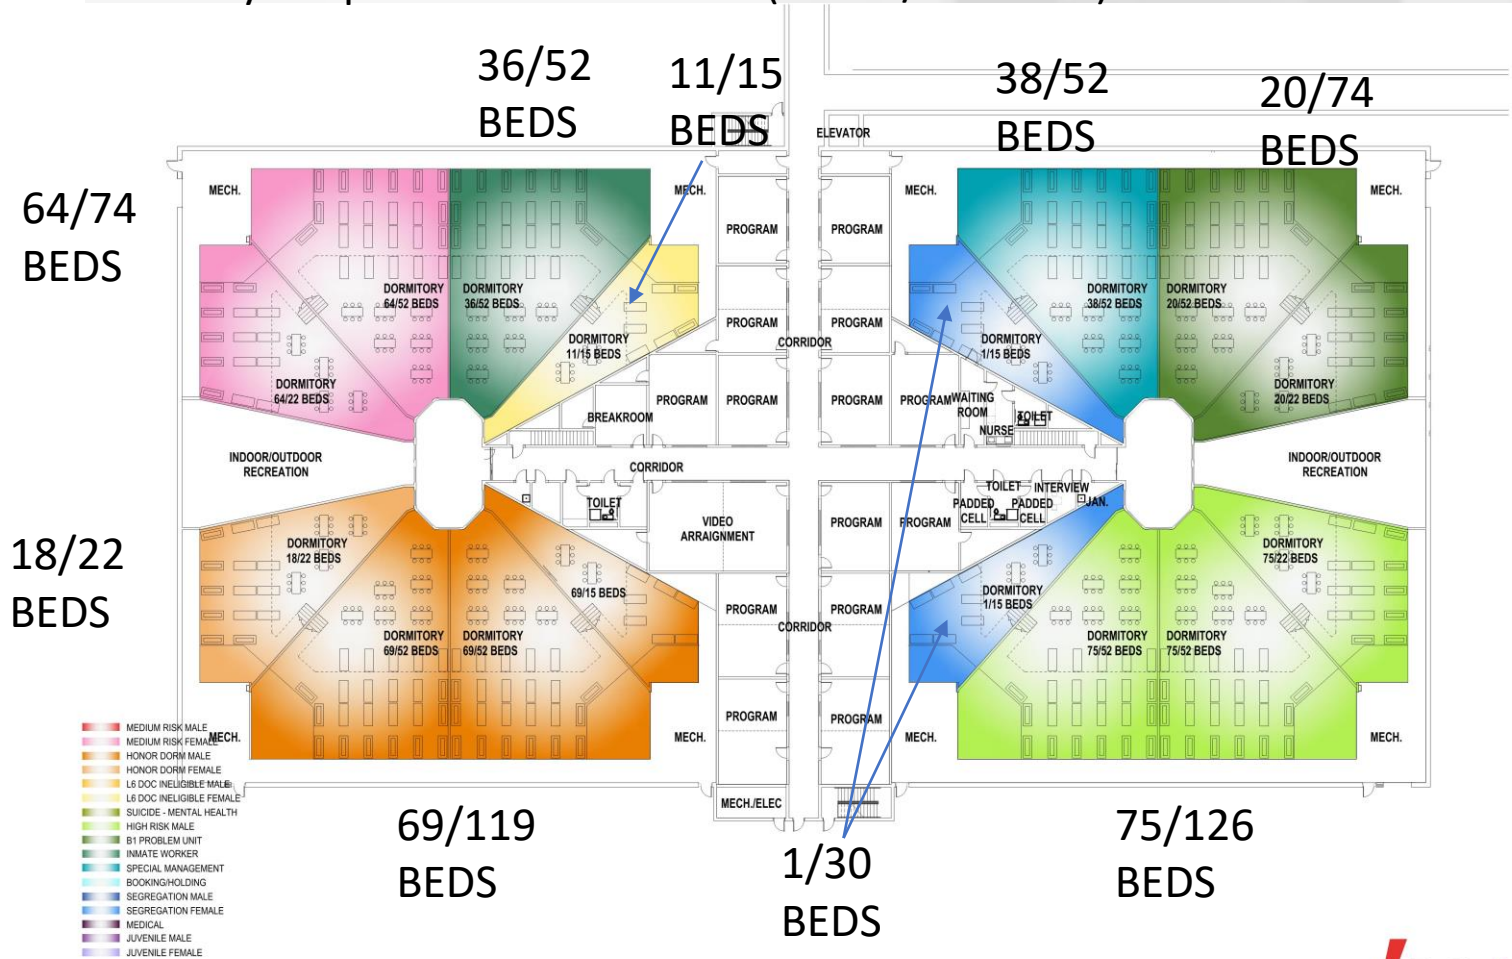 36/52
BEDS
11/15
BEDS
38/52
BEDS
20/74
BEDS
64/74
BEDS
ELEVATOR
MECH.
MECH.
MECH.
MECH.
PROGRAM
PROGRAM
DORMITORY
64/52 BEDS
DORMITORY
36/52 BEDS
DORMITORY
38/52 BEDS
DORMITORY
20/52 BEDS
PROGRAM
PROGRAM
CORRIDOR
DORMITORY
11/15 BEDS
DORMITORY
1/15 BEDS
DORMITORY
64/22 BEDS
DORMITORY
20/22 BEDS
BREAKROOM
PROGRAM
PROGRAM
PROGRAM
PROGRAM
WAITING
ROOM
TOILET
NURSE
INDOOR/OUTDOOR
RECREATION
CORRIDOR
INDOOR/OUTDOOR
RECREATION
TOILET
VIDEO
ARRAIGNMENT
PROGRAM
PROGRAM
PADDED
CELL
TOILET
PADDED
CELL
INTERVIEW
JAN.
18/22
BEDS
DORMITORY
18/22 BEDS
DORMITORY
75/22 BEDS
69/15 BEDS
DORMITORY
1/15 BEDS
PROGRAM
PROGRAM
CORRIDOR
DORMITORY
69/52 BEDS
DORMITORY
69/52 BEDS
DORMITORY
75/52 BEDS
DORMITORY
75/52 BEDS
PROGRAM
PROGRAM
MECH.
MECH.
MECH.
MECH.
MECH./ELEC
MEDIUM RISK MALE
MEDIUM RISK FEMALE
HONOR DORM MALE
HONOR DORM FEMALE
L6 DOC INELIGIBLE MALE
L6 DOC INELIGIBLE FEMALE
SUICIDE - MENTAL HEALTH
HIGH RISK MALE
B1 PROBLEM UNIT
INMATE WORKER
SPECIAL MANAGEMENT
BOOKING/HOLDING
SEGREGATION MALE
SEGREGATION FEMALE
MEDICAL
JUVENILE MALE
JUVENILE FEMALE
69/119
BEDS
1/30
BEDS
75/126
BEDS